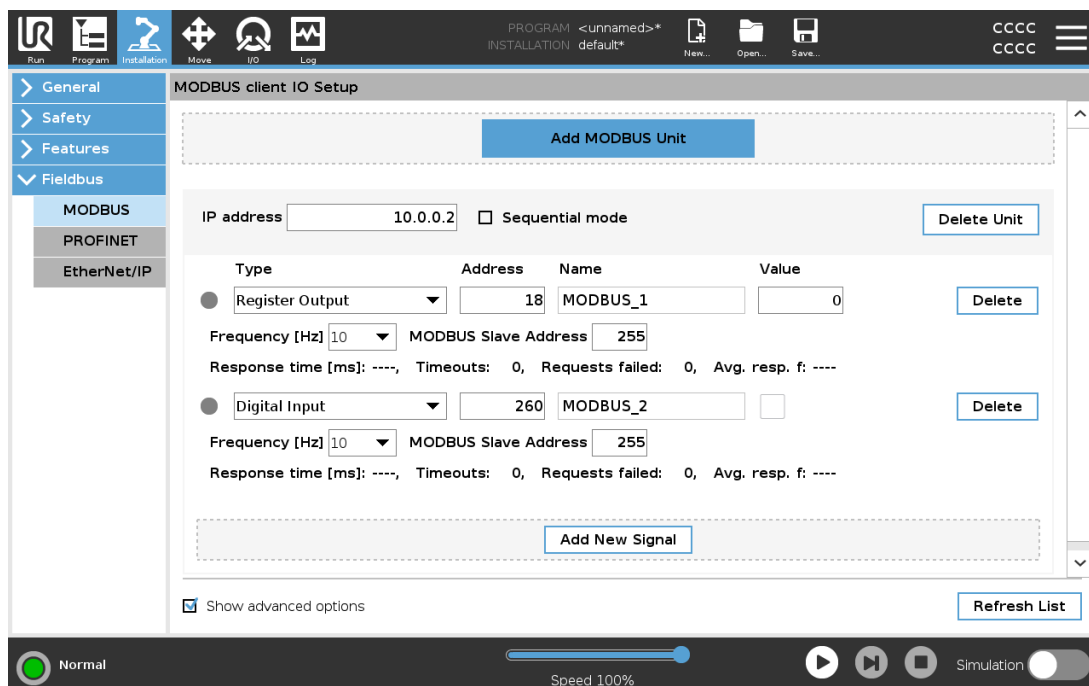 PROGRAM <unnamed>* CCCC
INSTALLATION default* CCCC
Run Program Installation Move I/O Log New... Open... Save...
General
Safety
Features
Fieldbus
MODBUS
PROFINET
EtherNet/IP
MODBUS client IO Setup
Add MODBUS Unit
IP address 10.0.0.2 Sequential mode Delete Unit
Type Address Name Value
Register Output 18 MODBUS_1 0 Delete
Frequency [Hz] 10 MODBUS Slave Address 255
Response time [ms]: ----, Timeouts: 0, Requests failed: 0, Avg. resp. f: ----
Digital Input 260 MODBUS_2 Delete
Frequency [Hz] 10 MODBUS Slave Address 255
Response time [ms]: ----, Timeouts: 0, Requests failed: 0, Avg. resp. f: ----
Add New Signal
Show advanced options Refresh List
Normal Speed 100% Simulation